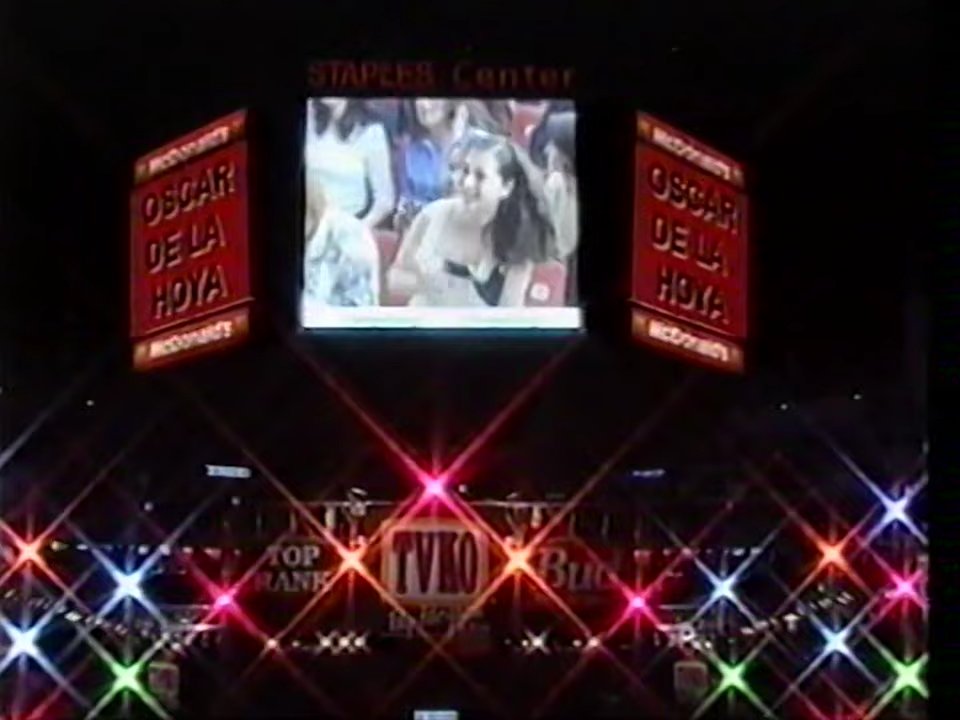 STAPLES Center
McDonald's
OSCAR
DE LA
HOYA
McDonald's
McDonald's
OSCAR
DE LA
HOYA
McDonald's
TOP
RANK
TVKO
Bud